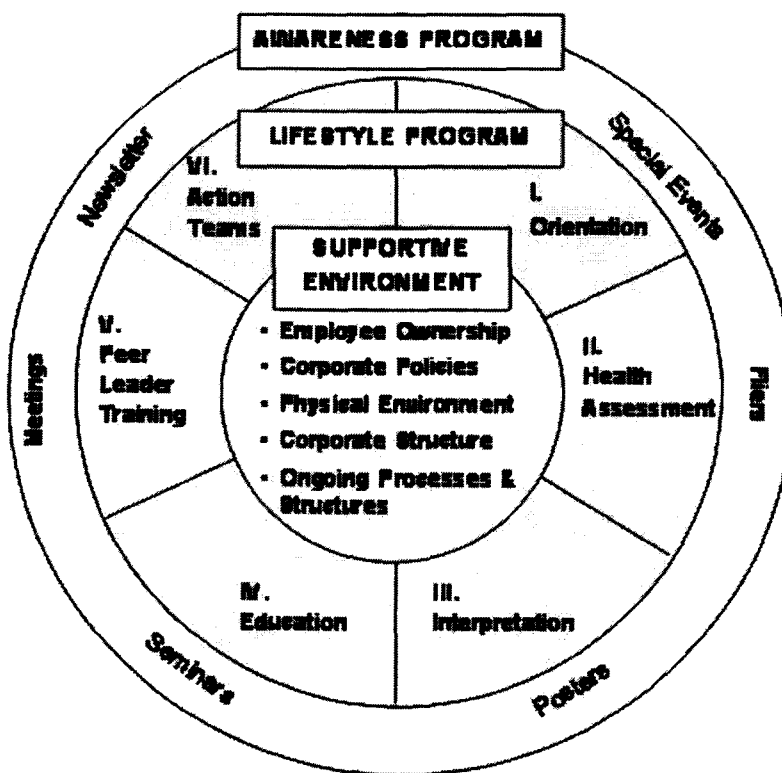 AWARENESS PROGRAM
LIFESTYLE PROGRAM
SUPPORTIVE
ENVIRONMENT
• Employee Ownership
• Corporate Policies
• Physical Environment
• Corporate Structure
• Ongoing Processes &
Structures
I.
Orientation
II.
Health
Assessment
III.
Interpretation
IV.
Education
V.
Peer
Leader
Training
VI.
Action
Teams
Special Events
Fliers
Posters
Seminars
Meetings
Newsletter